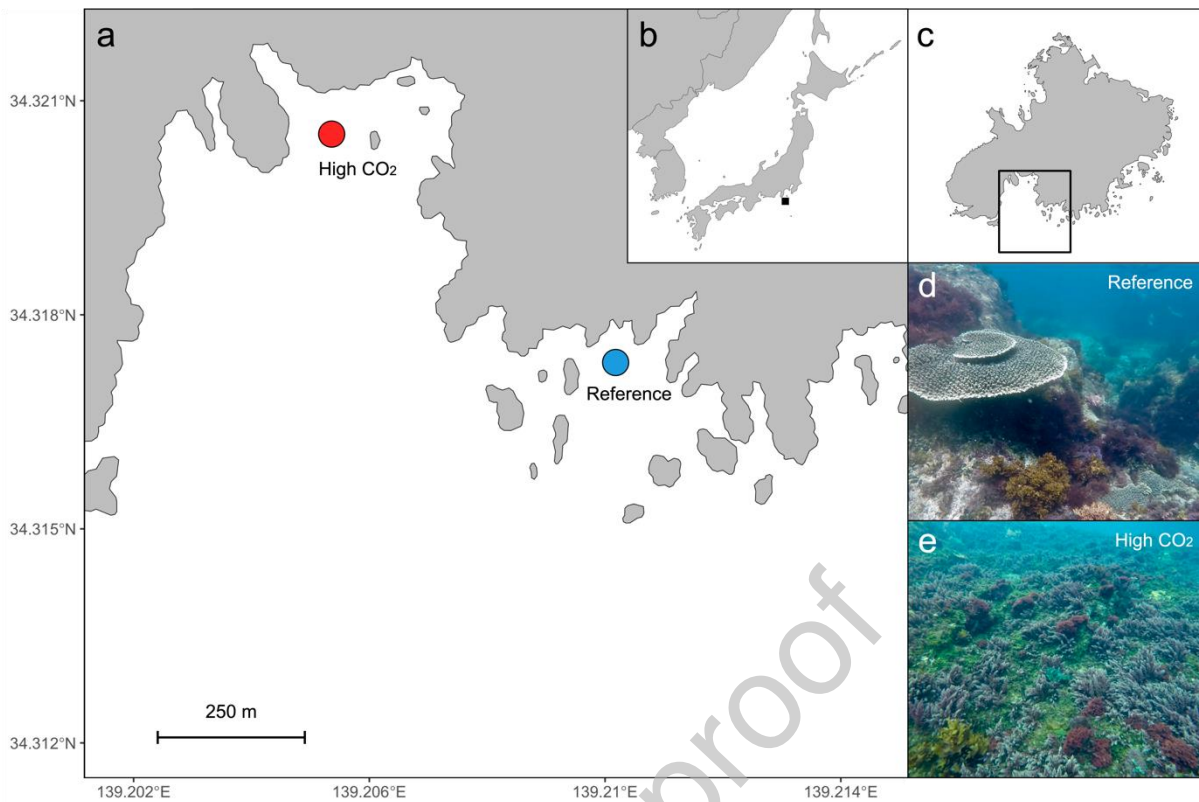 a
b
c
34.321°N
High CO₂
34.318°N
Reference
d
Reference
34.315°N
e
High CO₂
proof
250 m
34.312°N
139.202°E
139.206°E
139.21°E
139.214°E